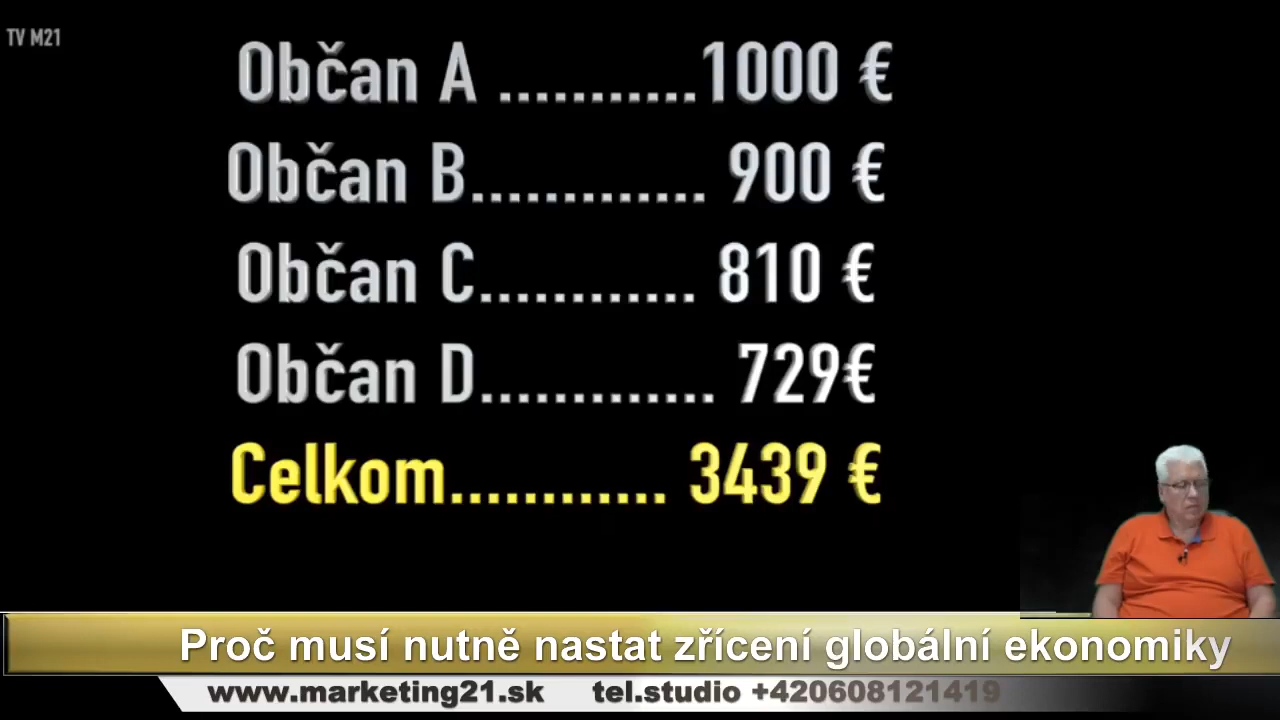 TV M21
Občan A ...........1000 €
Občan B............. 900 €
Občan C............ 810 €
Občan D............. 729€
Celkom............ 3439 €
Proč musí nutně nastat zřícení globální ekonomiky
www.marketing21.sk tel.studio +420608121419